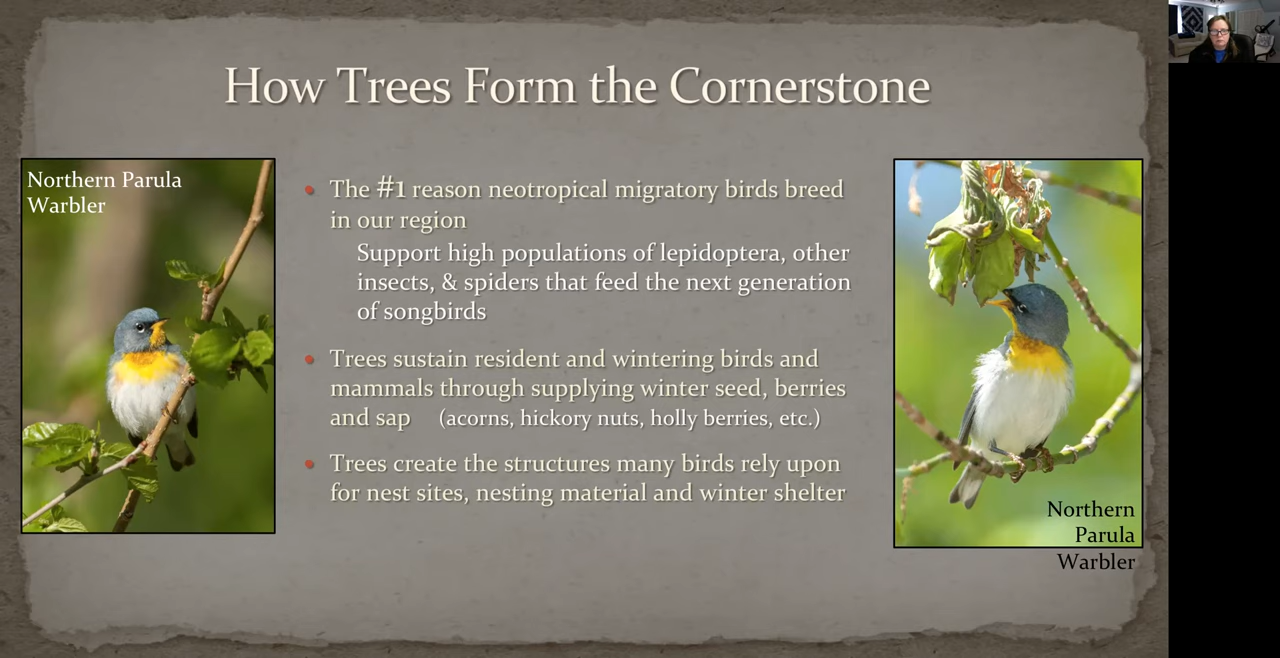 How Trees Form the Cornerstone
Northern Parula
Warbler
The #1 reason neotropical migratory birds breed
in our region
Support high populations of lepidoptera, other
insects, & spiders that feed the next generation
of songbirds
Trees sustain resident and wintering birds and
mammals through supplying winter seed, berries
and sap (acorns, hickory nuts, holly berries, etc.)
Trees create the structures many birds rely upon
for nest sites, nesting material and winter shelter
Northern
Parula
Warbler